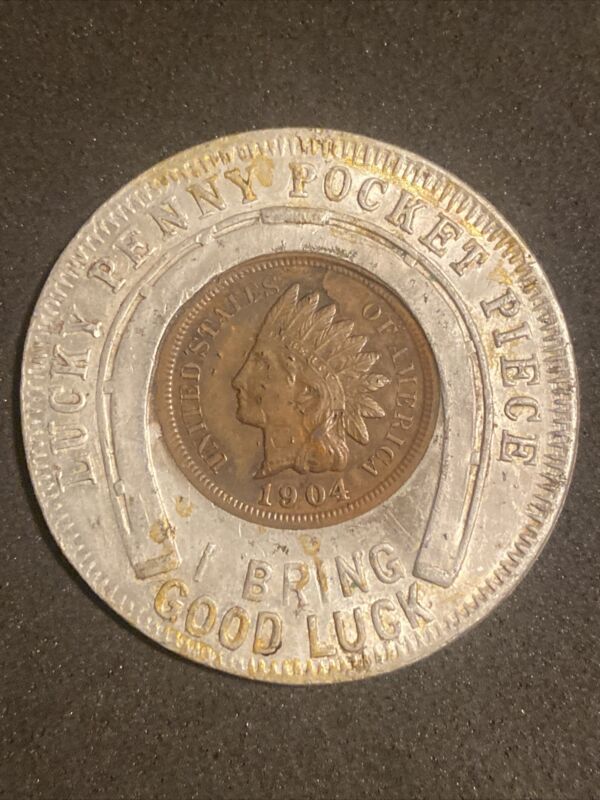 LUCKY PENNY POCKET PIECE
UNITED STATES OF AMERICA
1904
I BRING
GOOD LUCK